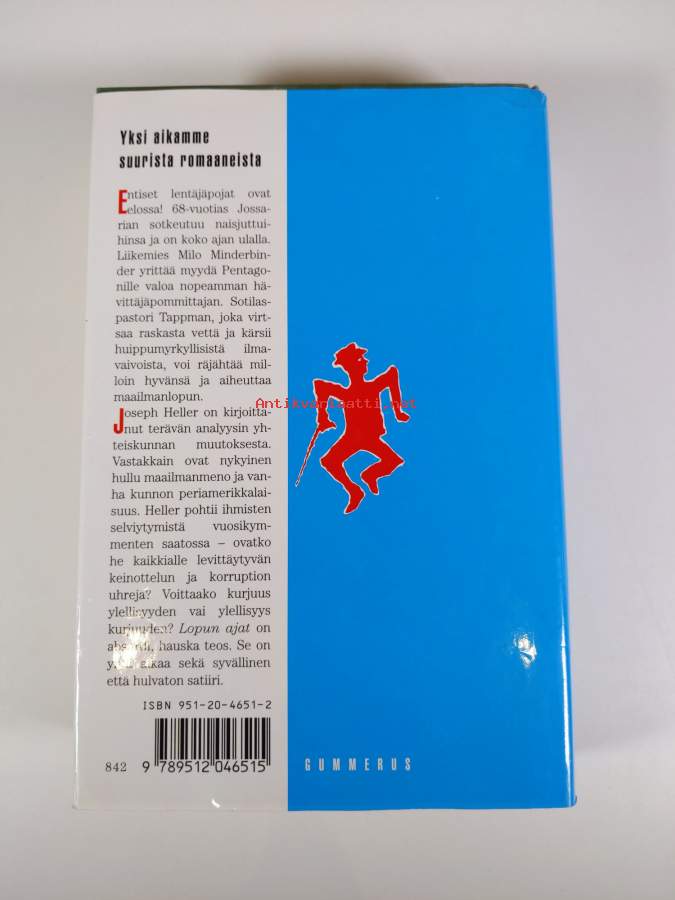 Yksi aikamme
suurista romaaneista
Entiset lentäjäpojat ovat
elossa! 68-vuotias Jossa-
rian sotkeutuu naisjuttui-
hinsa ja on koko ajan ulalla.
Liikemies Milo Minderbin-
der yrittää myydä Pentago-
nille valoa nopeamman hä-
vittäjäpommittajan. Sotilas-
pastori Tappman, joka virt-
saa raskasta vettä ja kärsii
huippumyrkyllisistä ilma-
vaivoista, voi räjähtää mil-
loin hyvänsä ja aiheuttaa
maailmanlopun.
Joseph Heller on kirjoitta-
nut terävän analyysin yh-
teiskunnan muutoksesta.
Vastakkain ovat nykyinen
hullu maailmanmeno ja van-
ha kunnon periamerikkalai-
suus. Heller pohtii ihmisten
selviytymistä vuosikym-
menten saatossa – ovatko
he kaikkialle levittäytyvän
keinottelun ja korruption
uhreja? Voittaako kurjuus
ylellisyyden vai ylellisyys
kurjuuden? Lopun ajat on
absurdi, hauska teos. Se on
yhtä aikaa sekä syvällinen
että hulvaton satiiri.
ISBN 951-20-4651-2
842 9 789512 046515
GUMMERUS
Antikvariaatti.net